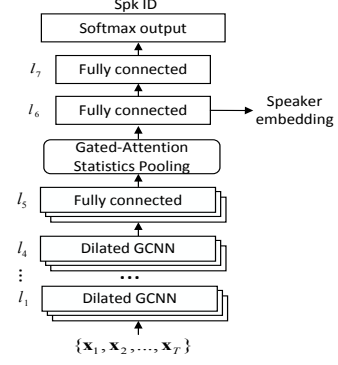 Spk ID
Softmax output
l7 Fully connected
l6 Fully connected
Speaker
embedding
Gated-Attention
Statistics Pooling
l5 Fully connected
l4 Dilated GCNN
⋮ ...
l1 Dilated GCNN
{x1, x2, ..., xT}